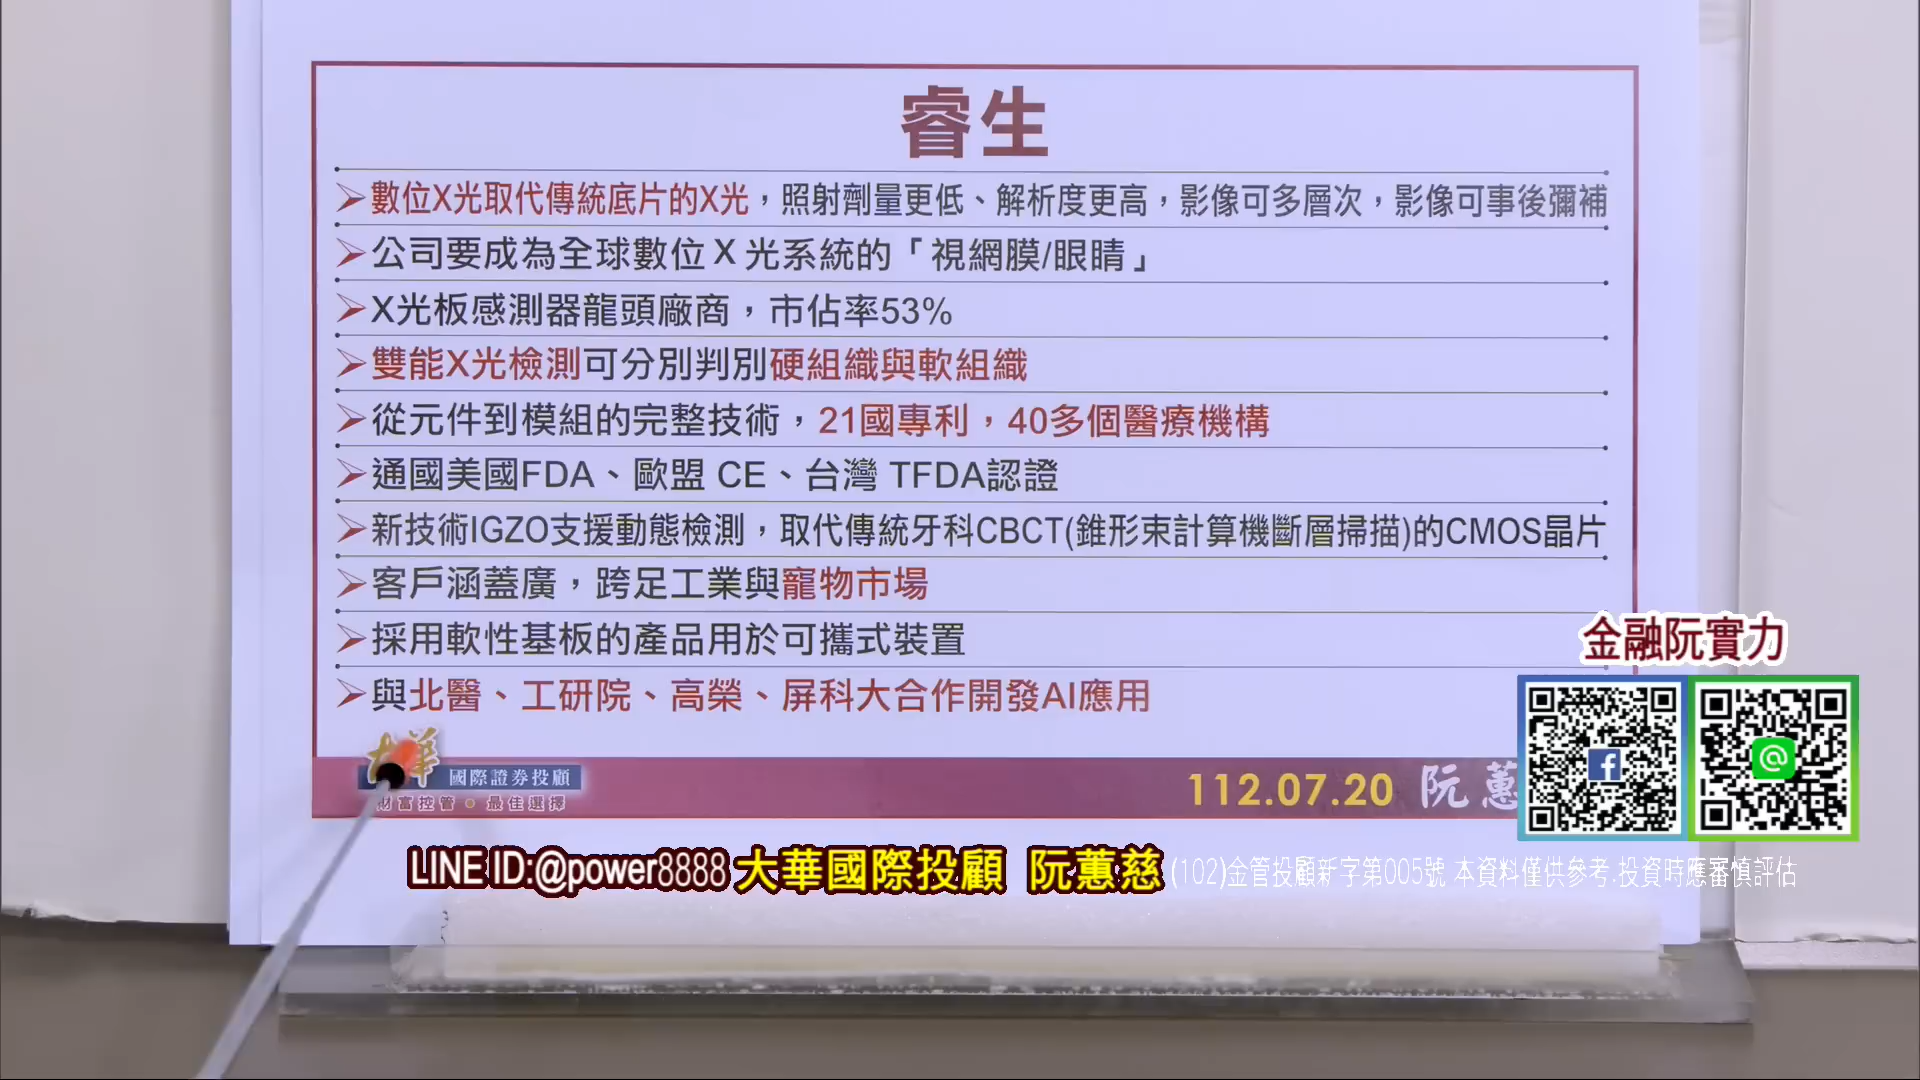 睿生
➢數位X光取代傳統底片的X光，照射劑量更低、解析度更高，影像可多層次，影像可事後彌補
➢公司要成為全球數位X光系統的「視網膜/眼睛」
➢X光板感測器龍頭廠商，市佔率53%
➢雙能X光檢測可分別判別硬組織與軟組織
➢從元件到模組的完整技術，21國專利，40多個醫療機構
➢通國美國FDA、歐盟 CE、台灣 TFDA認證
➢新技術IGZO支援動態檢測，取代傳統牙科CBCT(錐形束計算機斷層掃描)的CMOS晶片
➢客戶涵蓋廣，跨足工業與寵物市場
➢採用軟性基板的產品用於可攜式裝置
➢與北醫、工研院、高榮、屏科大合作開發AI應用
金融阮實力
大華
國際證券投顧
財富控管 • 最佳選擇
112.07.20 阮蕙
LINE ID:@power8888 大華國際投顧 阮蕙慈 (102)金管投顧新字第005號 本資料僅供參考.投資時應審慎評估